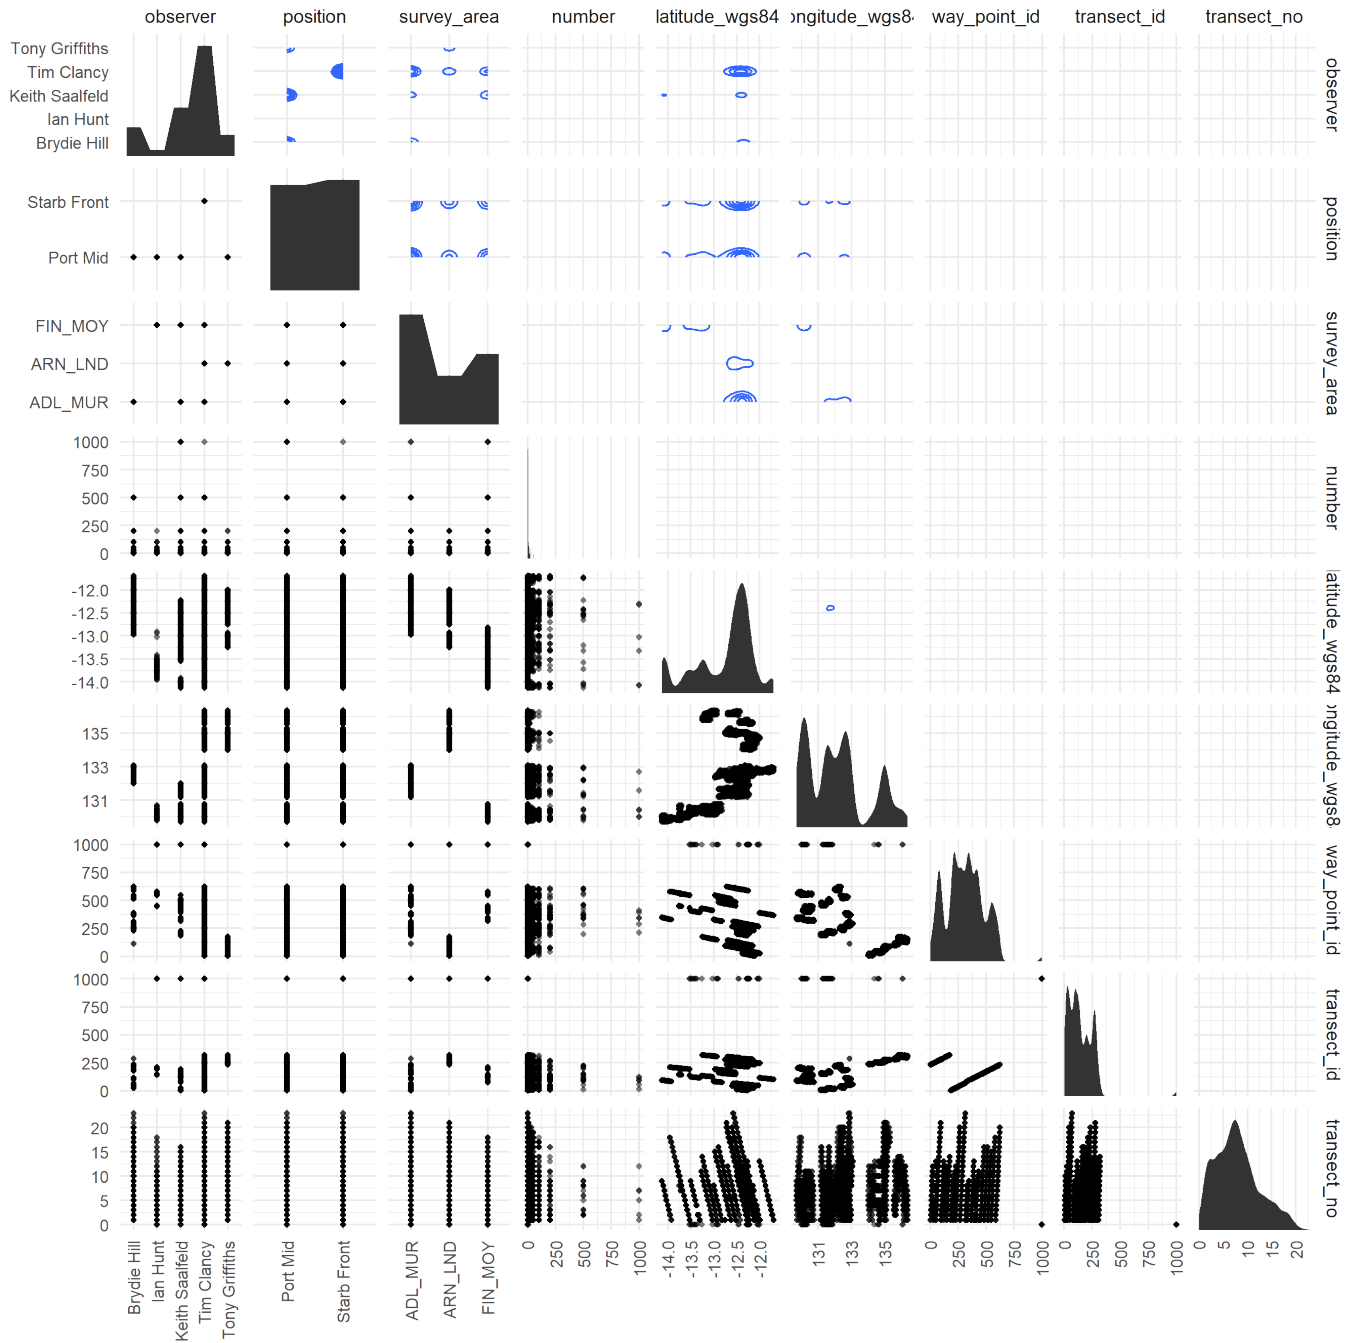 observer position survey_area number latitude_wgs84 ongitude_wgs84 way_point_id transect_id transect_no
Tony Griffiths
Tim Clancy
Keith Saalfeld
Ian Hunt
Brydie Hill
observer
Starb Front
Port Mid
position
FIN_MOY
ARN_LND
ADL_MUR
survey_area
1000
750
500
250
0
number
-12.0
-12.5
-13.0
-13.5
-14.0
latitude_wgs84
135
133
131
ongitude_wgs8
1000
750
500
250
0
way_point_id
1000
750
500
250
0
transect_id
20
15
10
5
0
transect_no
Brydie Hill
Ian Hunt
Keith Saalfeld
Tim Clancy
Tony Griffiths
Port Mid
Starb Front
ADL_MUR
ARN_LND
FIN_MOY
0
250
500
750
1000
-14.0
-13.5
-13.0
-12.5
-12.0
131
133
135
0
250
500
750
1000
0
250
500
750
1000
0
5
10
15
20